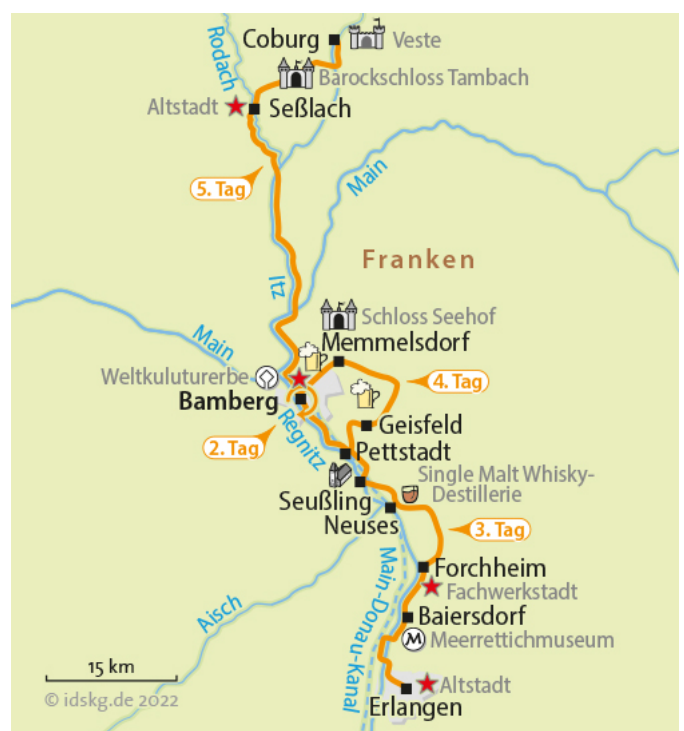 Rodach
Coburg
Veste
Barockschloss Tambach
Altstadt
Seßlach
5. Tag
Main
Franken
Itz
Schloss Seehof
Main
Memmelsdorf
Weltkuluturerbe
4. Tag
Bamberg
Geisfeld
2. Tag
Regnitz
Pettstadt
Single Malt Whisky-
Destillerie
Seußling
Neuses
3. Tag
Main-Donau-Kanal
Forchheim
Fachwerkstadt
Aisch
Baiersdorf
M
Meerrettichmuseum
15 km
Altstadt
© idskg.de 2022
Erlangen